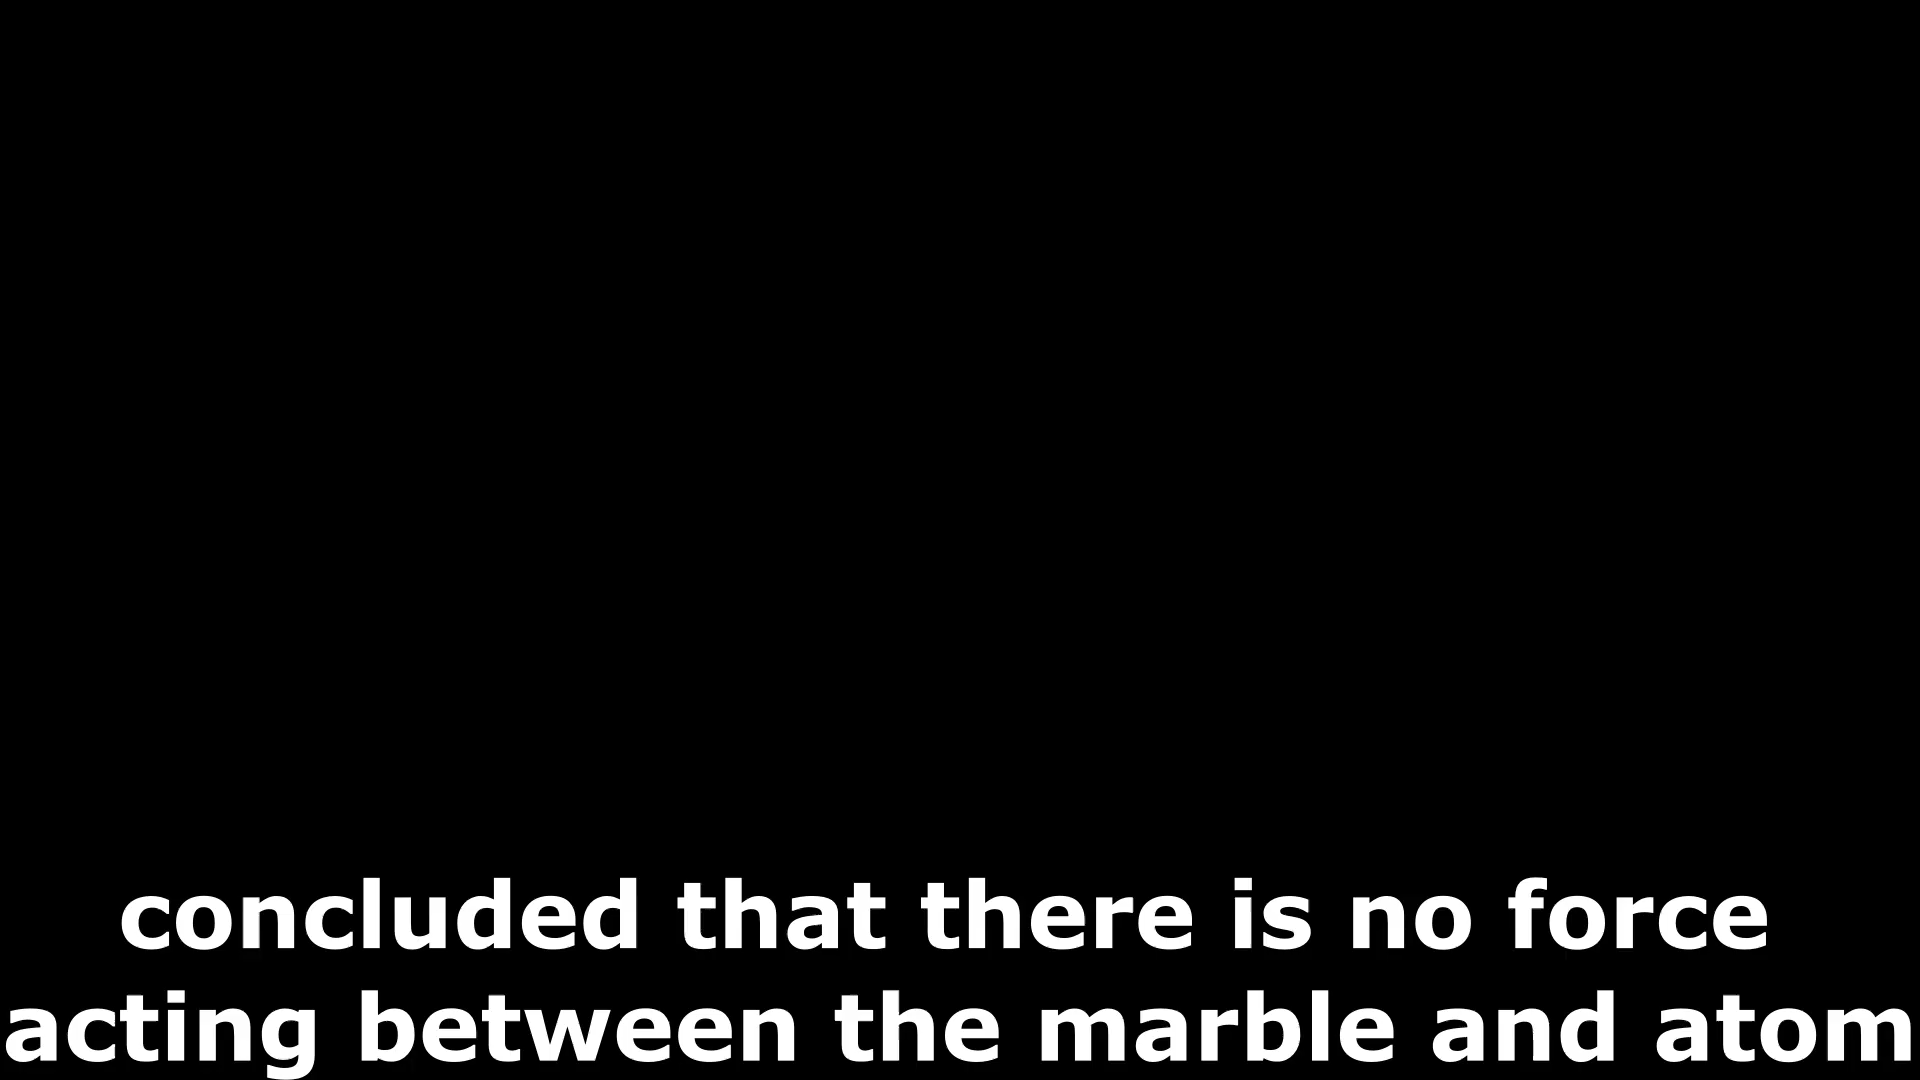 concluded that there is no force
acting between the marble and atom